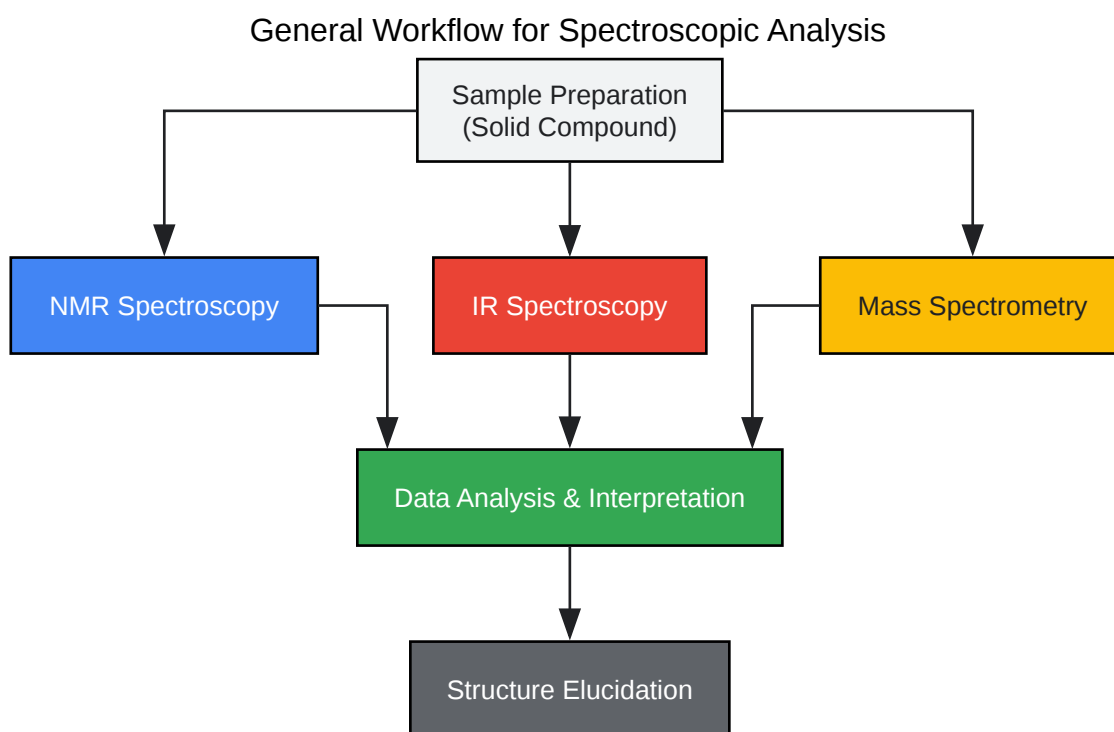 General Workflow for Spectroscopic Analysis
Sample Preparation
(Solid Compound)
NMR Spectroscopy
IR Spectroscopy
Mass Spectrometry
Data Analysis & Interpretation
Structure Elucidation